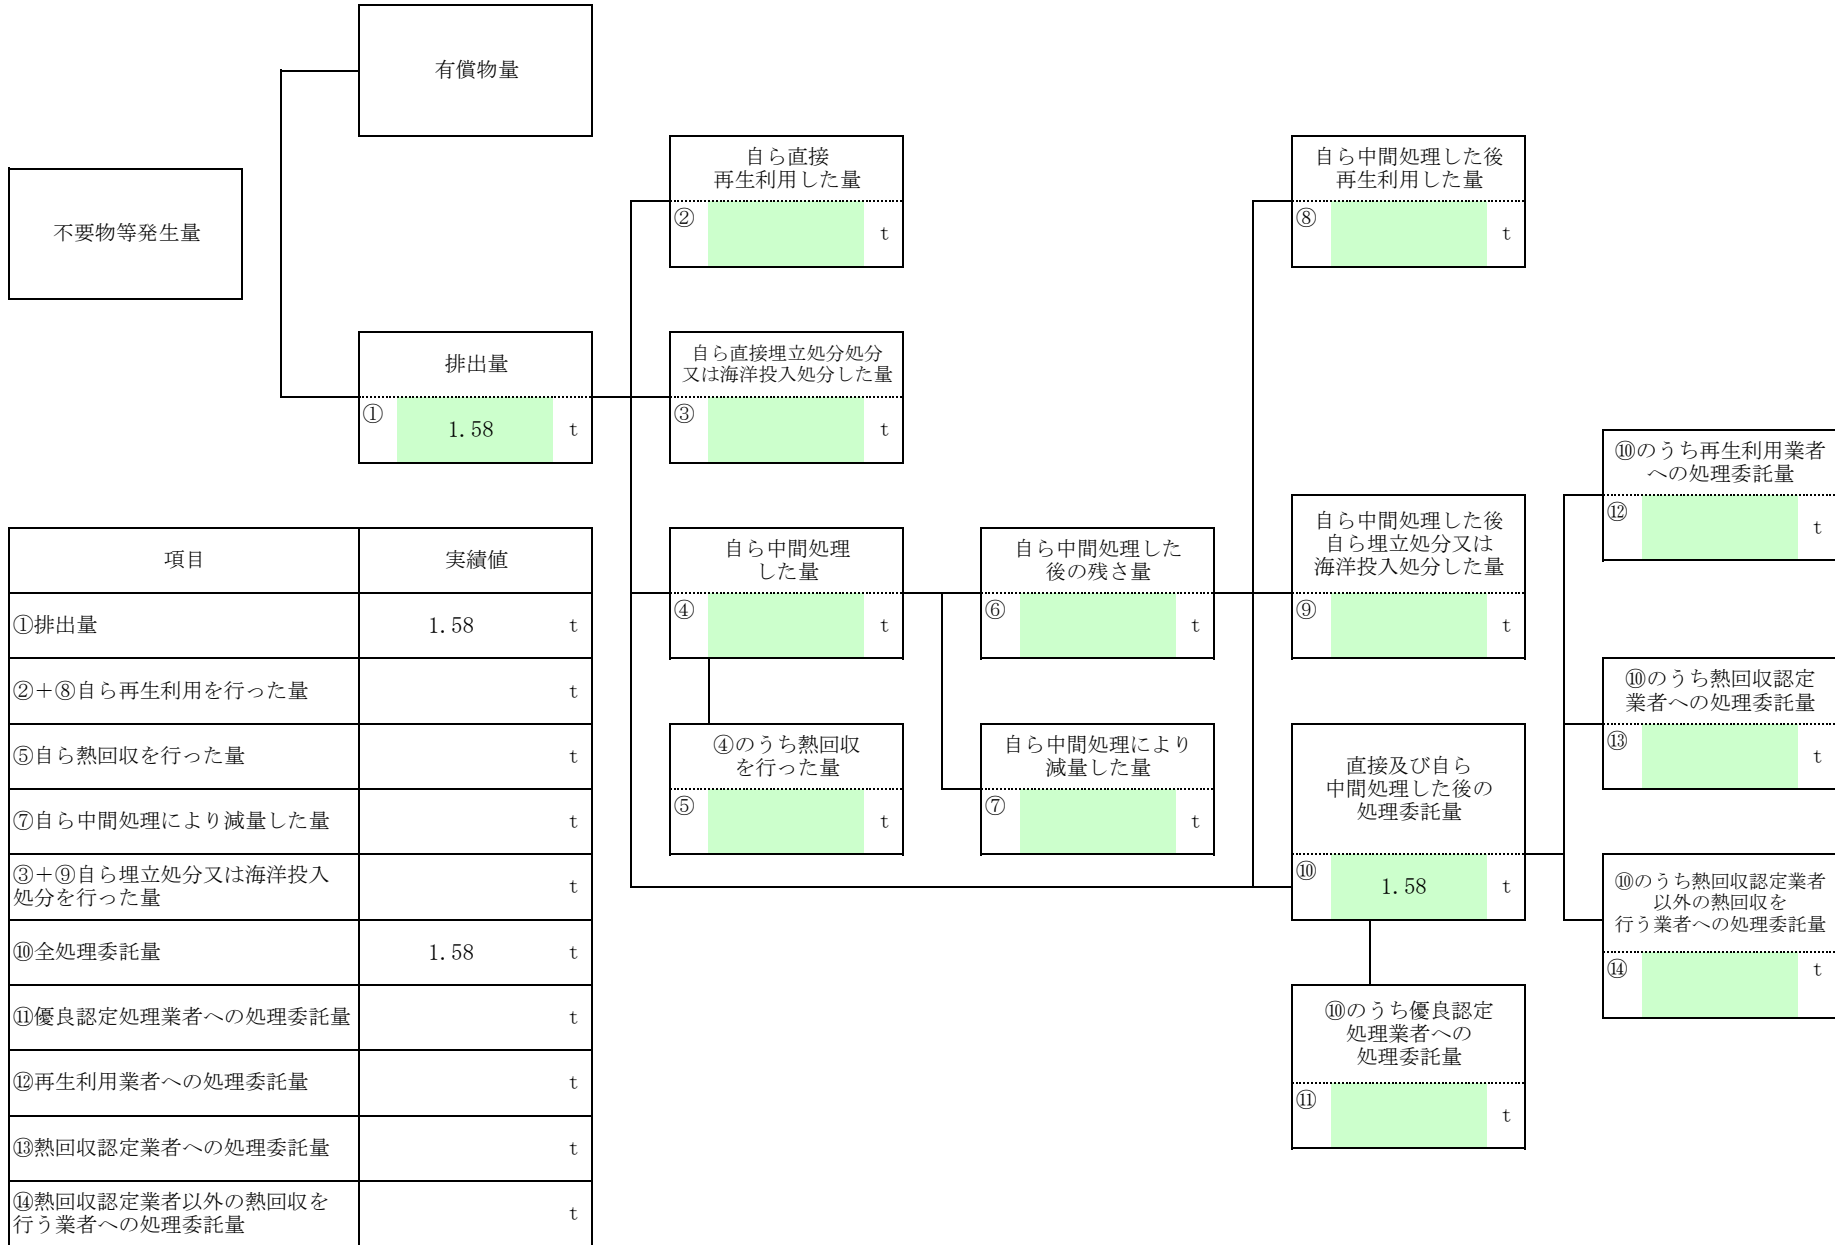 有償物量
不要物等発生量
排出量
① 1.58 t
自ら直接
再生利用した量
② t
自ら直接埋立処分処分
又は海洋投入処分した量
③ t
自ら中間処理
した量
④ t
④のうち熱回収
を行った量
⑤ t
自ら中間処理した
後の残さ量
⑥ t
自ら中間処理により
減量した量
⑦ t
自ら中間処理した後
再生利用した量
⑧ t
自ら中間処理した後
自ら埋立処分又は
海洋投入処分した量
⑨ t
直接及び自ら
中間処理した後の
処理委託量
⑩ 1.58 t
⑩のうち優良認定
処理業者への
処理委託量
⑪ t
⑩のうち再生利用業者
への処理委託量
⑫ t
⑩のうち熱回収認定
業者への処理委託量
⑬ t
⑩のうち熱回収認定業者
以外の熱回収を
行う業者への処理委託量
⑭ t
項目 実績値
①排出量 1.58 t
②＋⑧自ら再生利用を行った量 t
⑤自ら熱回収を行った量 t
⑦自ら中間処理により減量した量 t
③＋⑨自ら埋立処分又は海洋投入
処分を行った量 t
⑩全処理委託量 1.58 t
⑪優良認定処理業者への処理委託量 t
⑫再生利用業者への処理委託量 t
⑬熱回収認定業者への処理委託量 t
⑭熱回収認定業者以外の熱回収を
行う業者への処理委託量 t